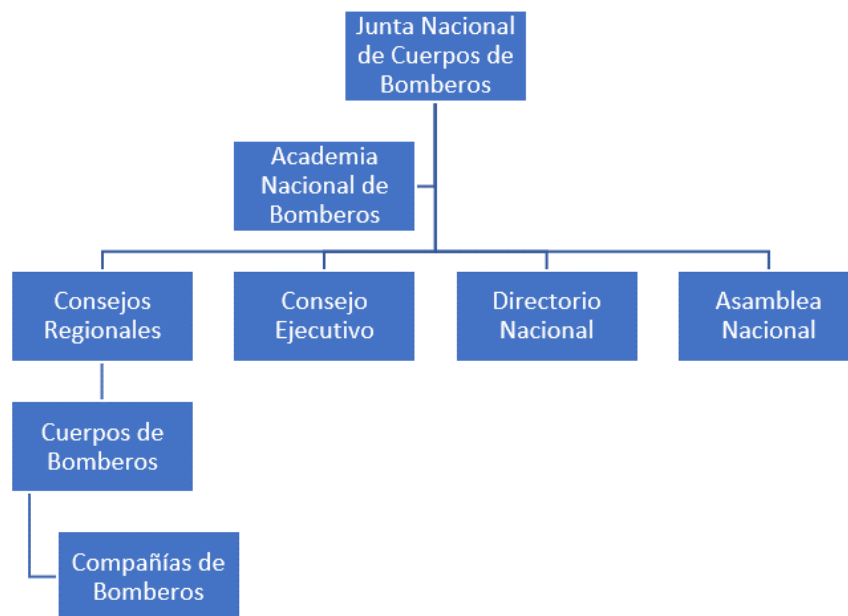 Junta Nacional
de Cuerpos de
Bomberos
Academia
Nacional de
Bomberos
Consejos
Regionales
Consejo
Ejecutivo
Directorio
Nacional
Asamblea
Nacional
Cuerpos de
Bomberos
Compañías de
Bomberos